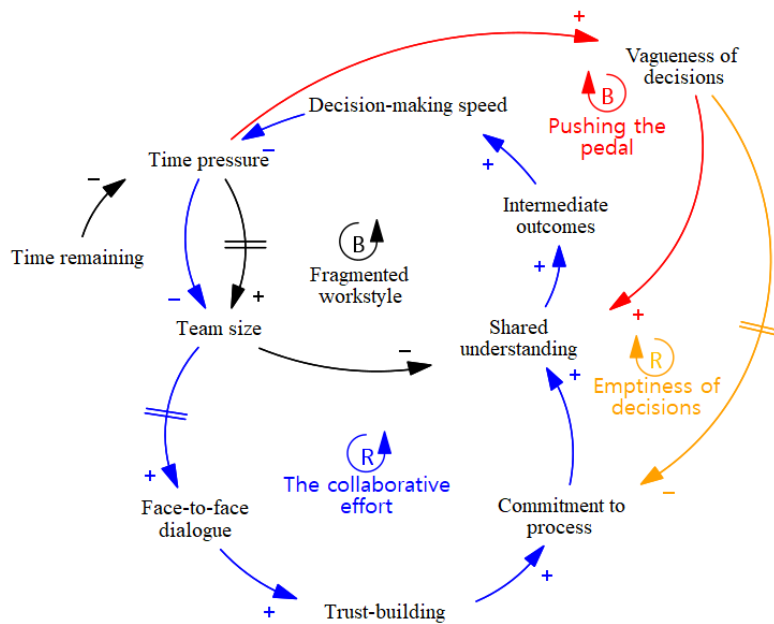 +
Vagueness of
decisions
B
Decision-making speed
Pushing the
pedal
+
Time pressure
–
–
Intermediate
outcomes
Time remaining
B
Fragmented
workstyle
+
–
+
+
Team size
Shared
understanding
–
+
R
Emptiness of
decisions
R
The collaborative
effort
+
Face-to-face
dialogue
Commitment to
process
–
+
+
Trust-building